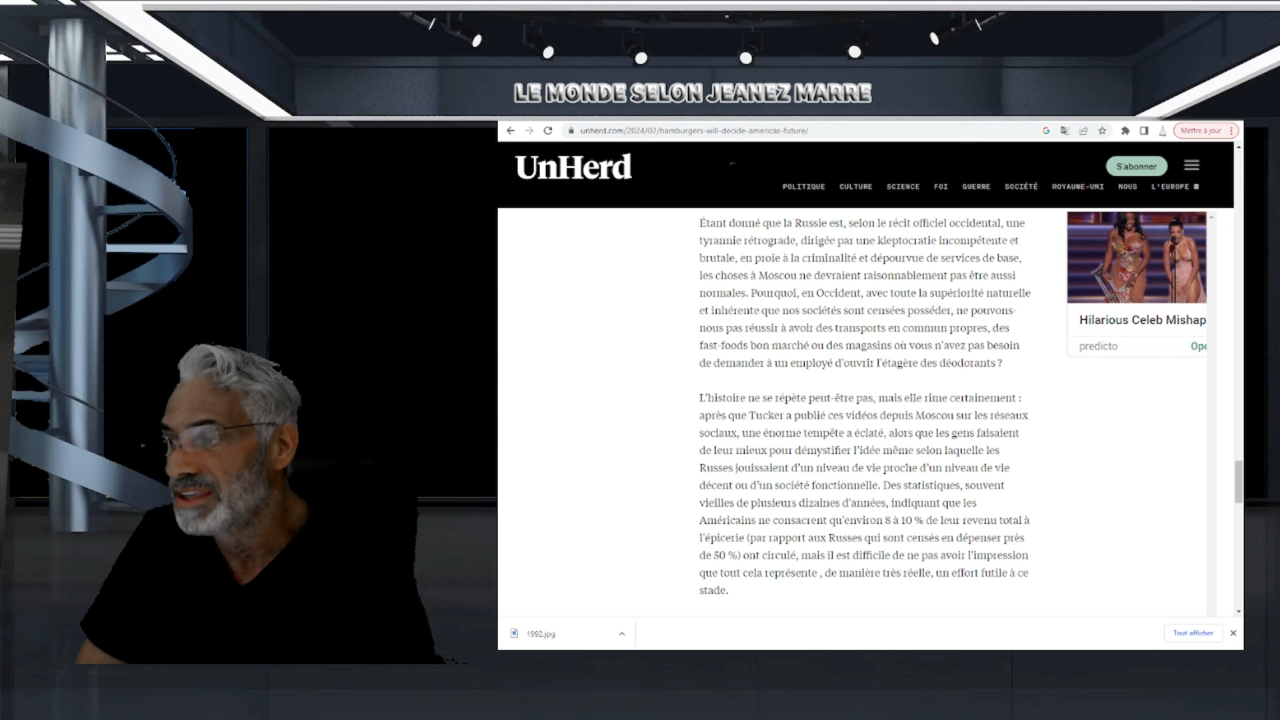 LE MONDE SELON JEANEZ MARRE
unherd.com/2024/02/hamburgers-will-decide-americas-future/
Mettre à jour
UnHerd
S'abonner
POLITIQUE CULTURE SCIENCE FOI GUERRE SOCIÉTÉ ROYAUME-UNI NOUS L'EUROPE
Étant donné que la Russie est, selon le récit officiel occidental, une
tyrannie rétrograde, dirigée par une kleptocratie incompétente et
brutale, en proie à la criminalité et dépourvue de services de base,
les choses à Moscou ne devraient raisonnablement pas être aussi
normales. Pourquoi, en Occident, avec toute la supériorité naturelle
et inhérente que nos sociétés sont censées posséder, ne pouvons-
nous pas réussir à avoir des transports en commun propres, des
fast-foods bon marché ou des magasins où vous n'avez pas besoin
de demander à un employé d'ouvrir l'étagère des déodorants ?
L'histoire ne se répète peut-être pas, mais elle rime certainement :
après que Tucker a publié ces vidéos depuis Moscou sur les réseaux
sociaux, une énorme tempête a éclaté, alors que les gens faisaient
de leur mieux pour démystifier l'idée même selon laquelle les
Russes jouissaient d'un niveau de vie proche d'un niveau de vie
décent ou d'un société fonctionnelle. Des statistiques, souvent
vieilles de plusieurs dizaines d'années, indiquant que les
Américains ne consacrent qu'environ 8 à 10 % de leur revenu total à
l'épicerie (par rapport aux Russes qui sont censés en dépenser près
de 50 %) ont circulé, mais il est difficile de ne pas avoir l'impression
que tout cela représente , de manière très réelle, un effort futile à ce
stade.
Hilarious Celeb Mishap
predicto Ope
1992.jpg
Tout afficher